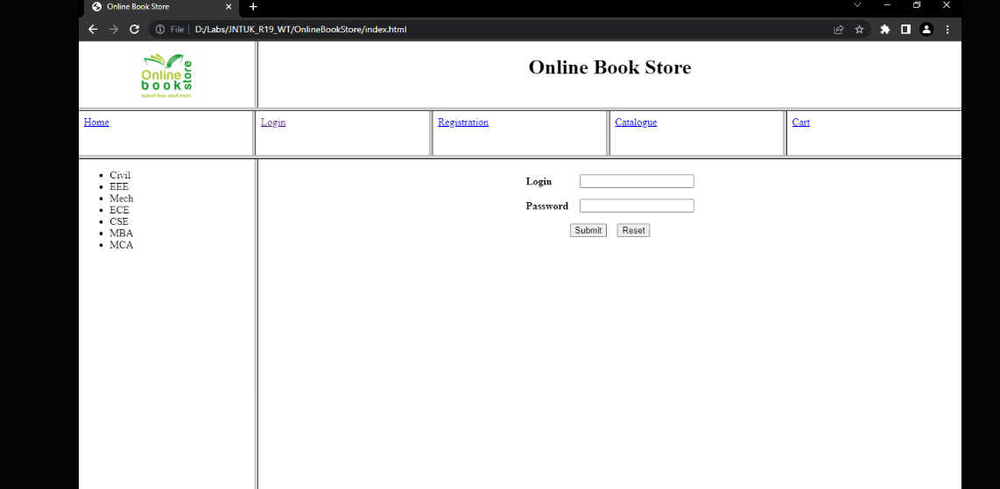 Online Book Store
File
D:/Labs/JNTUK_R19_WT/OnlineBookStore/index.html
Online
book
store
spend less read more
Online Book Store
Home
Login
Registration
Catalogue
Cart
Civil
EEE
Mech
ECE
CSE
MBA
MCA
Login
Password
Submit Reset